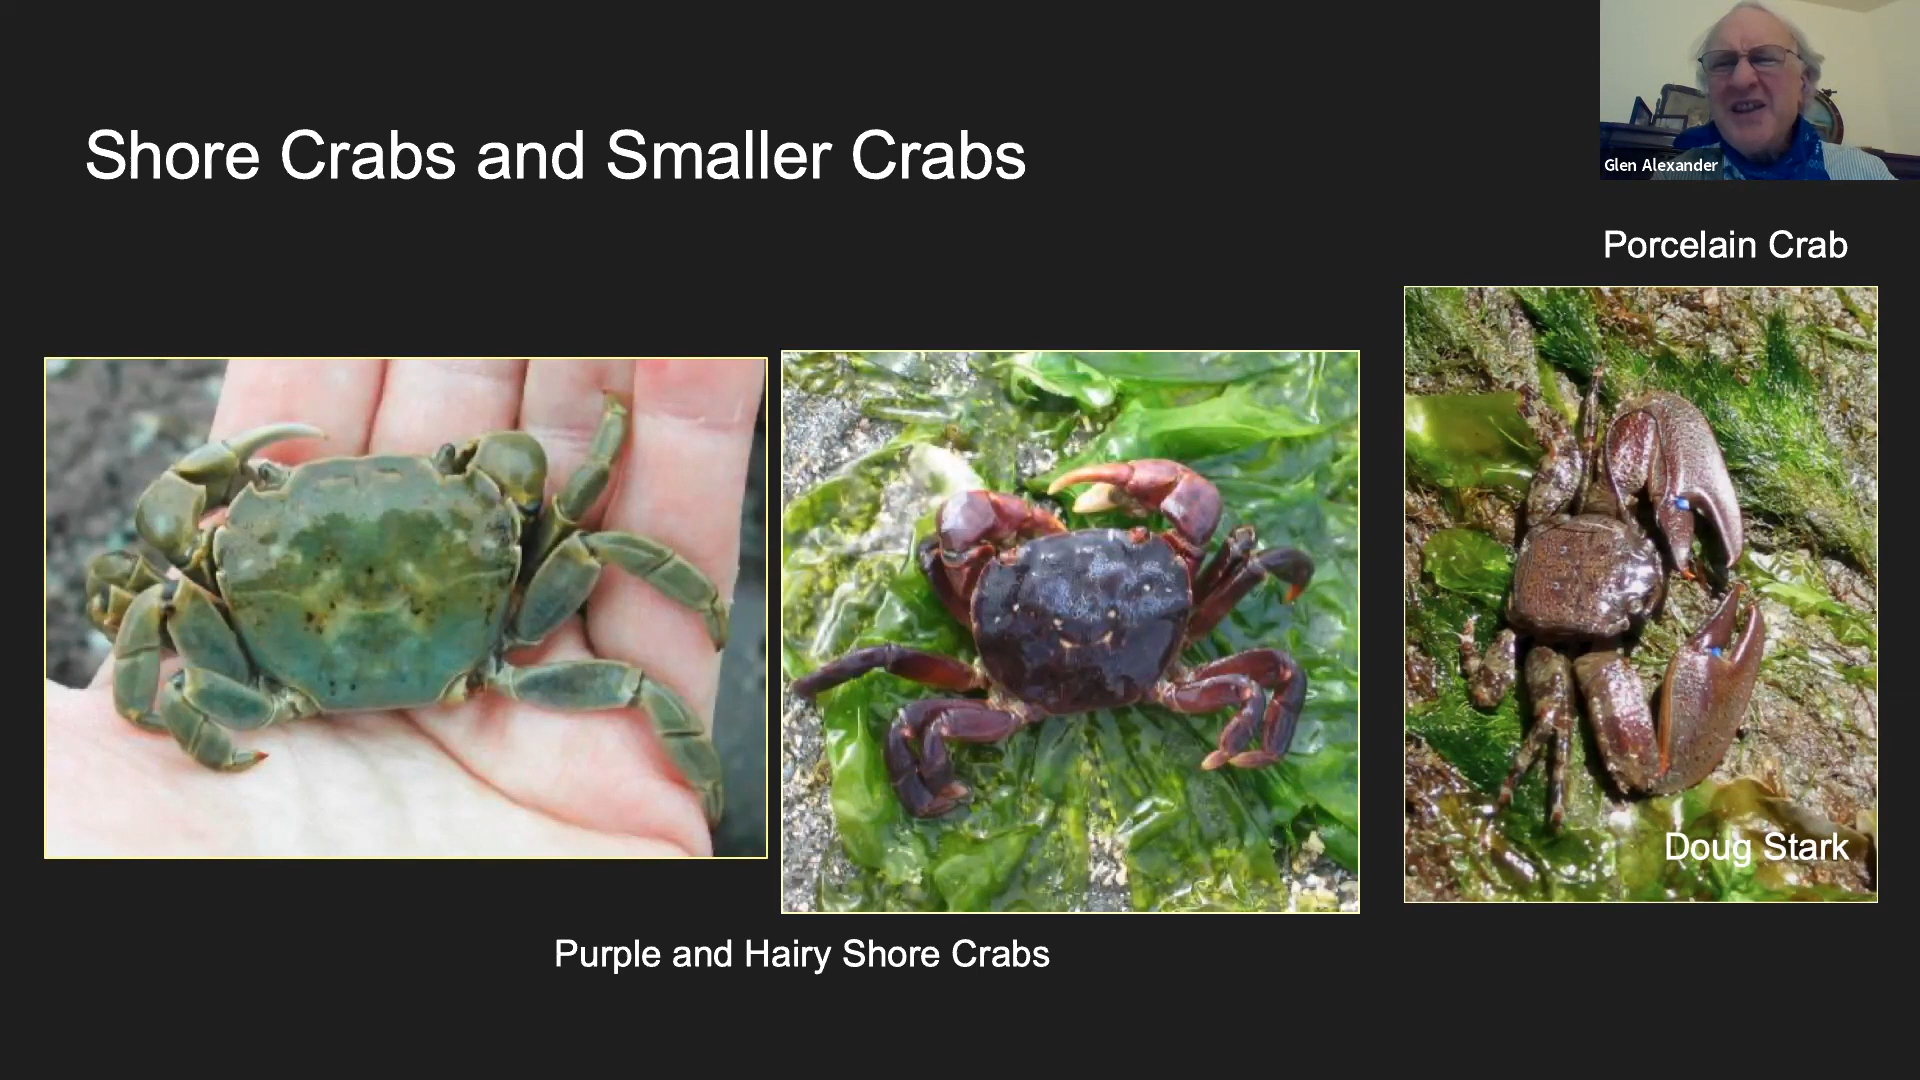 Shore Crabs and Smaller Crabs
Glen Alexander
Porcelain Crab
Doug Stark
Purple and Hairy Shore Crabs